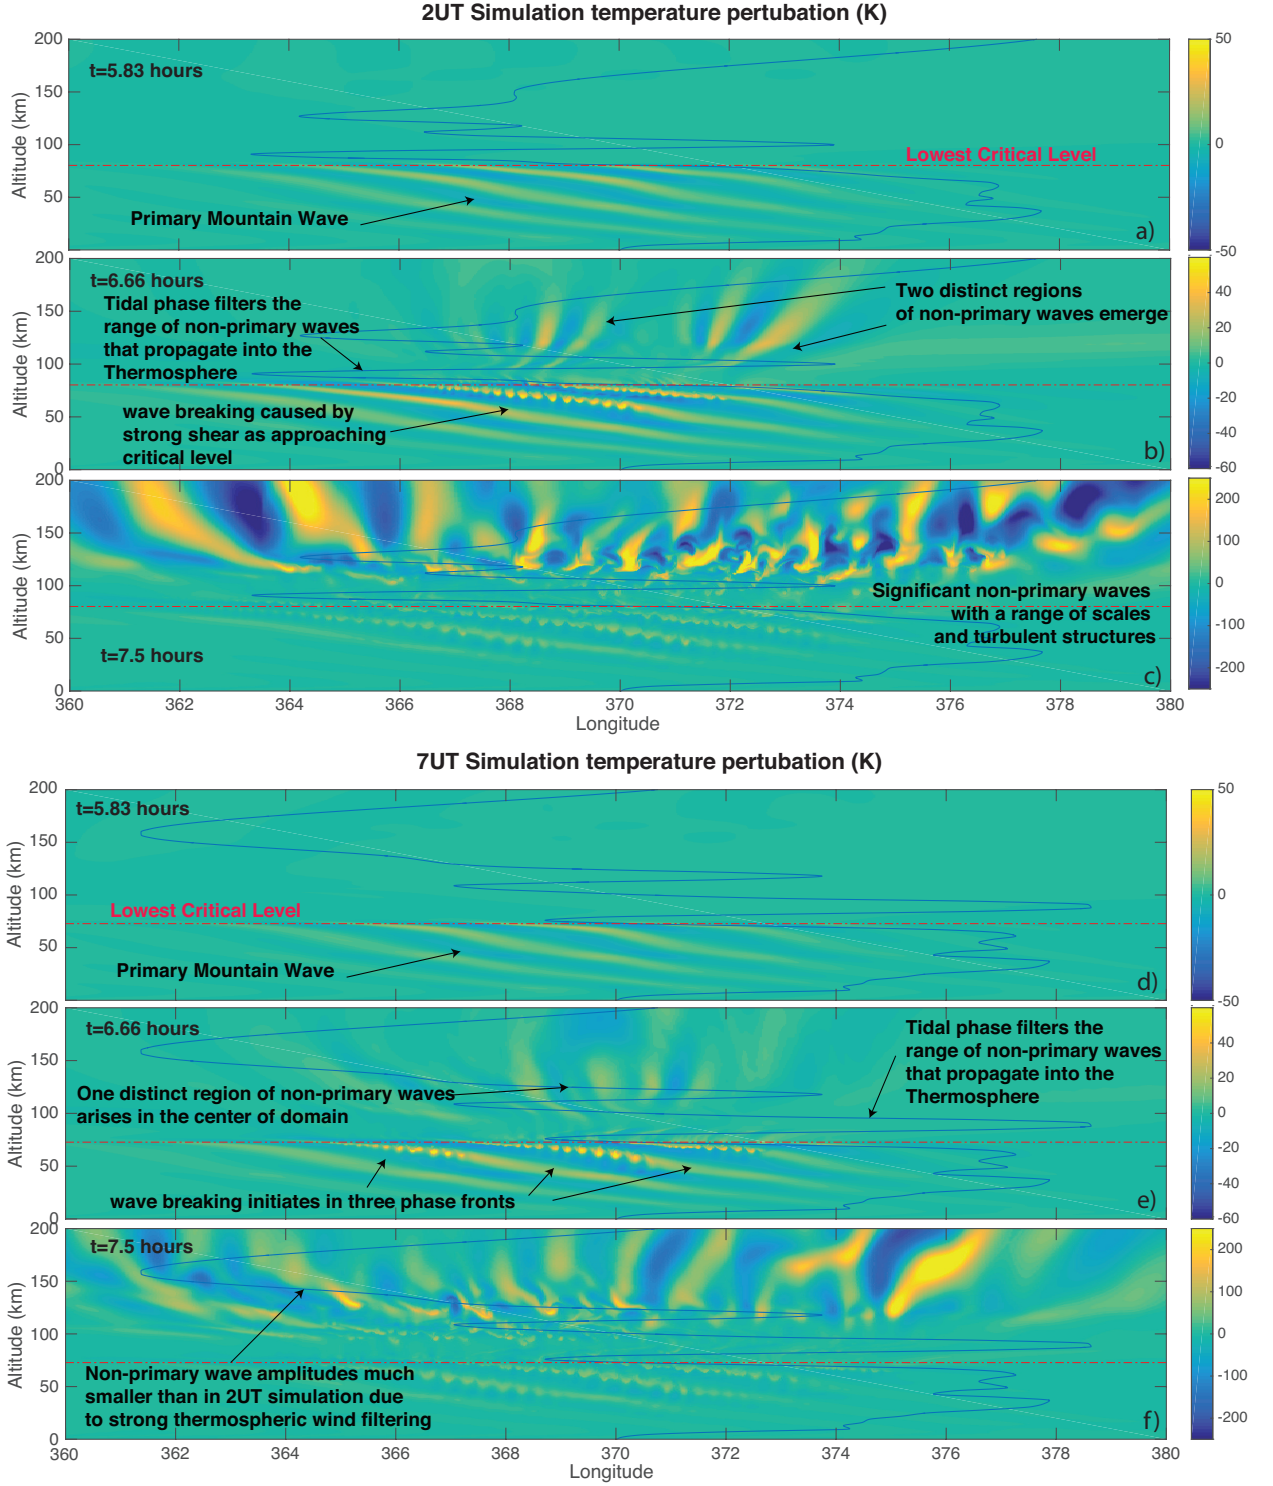 2UT Simulation temperature pertubation (K)
200
150
100
50
0
Altitude (km)
t=5.83 hours
Lowest Critical Level
Primary Mountain Wave
a)
50
0
-50
200
150
100
50
0
Altitude (km)
t=6.66 hours
Tidal phase filters the
range of non-primary waves
that propagate into the
Thermosphere
wave breaking caused by
strong shear as approaching
critical level
Two distinct regions
of non-primary waves emerge
b)
60
40
20
0
-20
-40
-60
200
150
100
50
0
Altitude (km)
t=7.5 hours
Significant non-primary waves
with a range of scales
and turbulent structures
c)
200
100
0
-100
-200
360 362 364 366 368 370 372 374 376 378 380
Longitude
7UT Simulation temperature pertubation (K)
200
150
100
50
0
Altitude (km)
t=5.83 hours
Lowest Critical Level
Primary Mountain Wave
d)
50
0
-50
200
150
100
50
0
Altitude (km)
t=6.66 hours
Tidal phase filters the
range of non-primary waves
that propagate into the
Thermosphere
One distinct region of non-primary waves
arises in the center of domain
wave breaking initiates in three phase fronts
e)
60
40
20
0
-20
-40
-60
200
150
100
50
0
Altitude (km)
t=7.5 hours
Non-primary wave amplitudes much
smaller than in 2UT simulation due
to strong thermospheric wind filtering
f)
200
100
0
-100
-200
360 362 364 366 368 370 372 374 376 378 380
Longitude